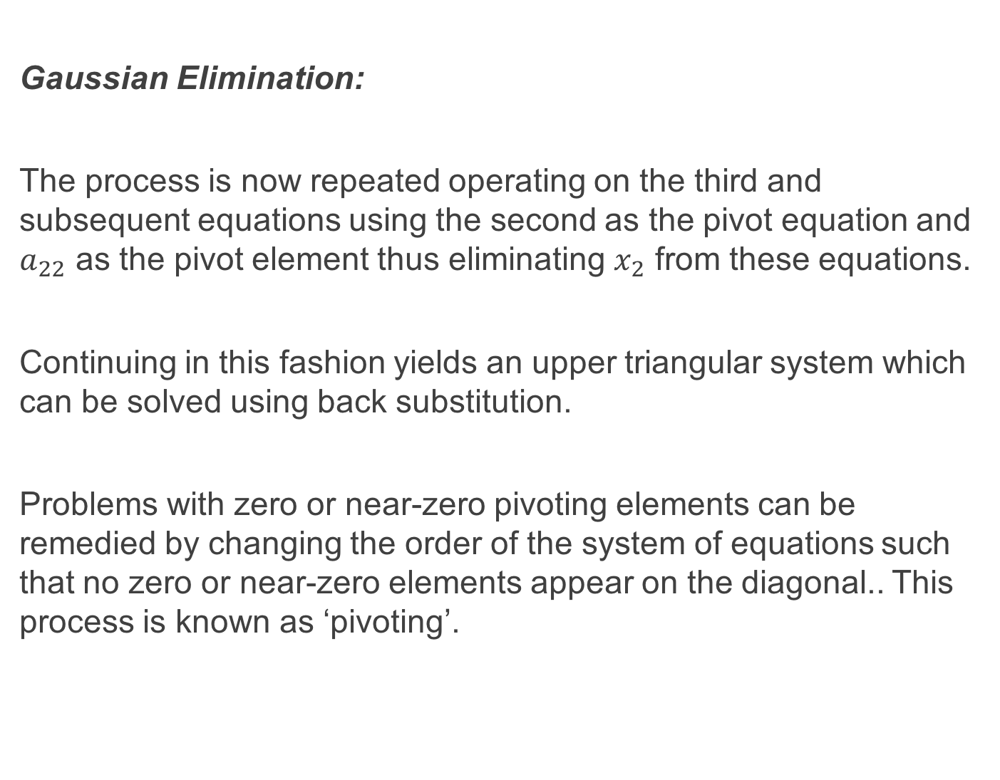 Gaussian Elimination:
The process is now repeated operating on the third and
subsequent equations using the second as the pivot equation and
𝑎₂₂ as the pivot element thus eliminating 𝑥₂ from these equations.
Continuing in this fashion yields an upper triangular system which
can be solved using back substitution.
Problems with zero or near-zero pivoting elements can be
remedied by changing the order of the system of equations such
that no zero or near-zero elements appear on the diagonal.. This
process is known as ‘pivoting’.